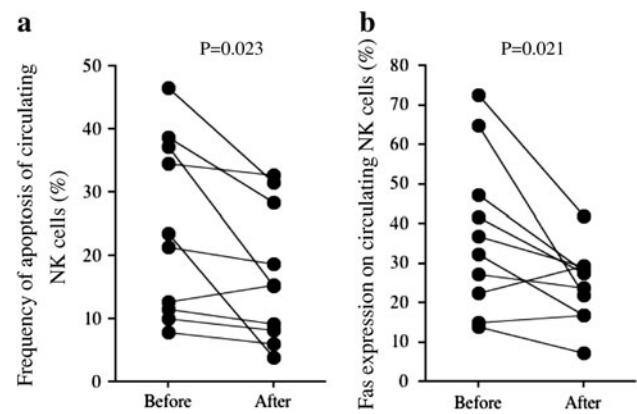 a
P=0.023
Frequency of apoptosis of circulating
NK cells (%)
50
40
30
20
10
0
Before After
b
P=0.021
Fas expression on circulating NK cells (%)
80
70
60
50
40
30
20
10
0
Before After